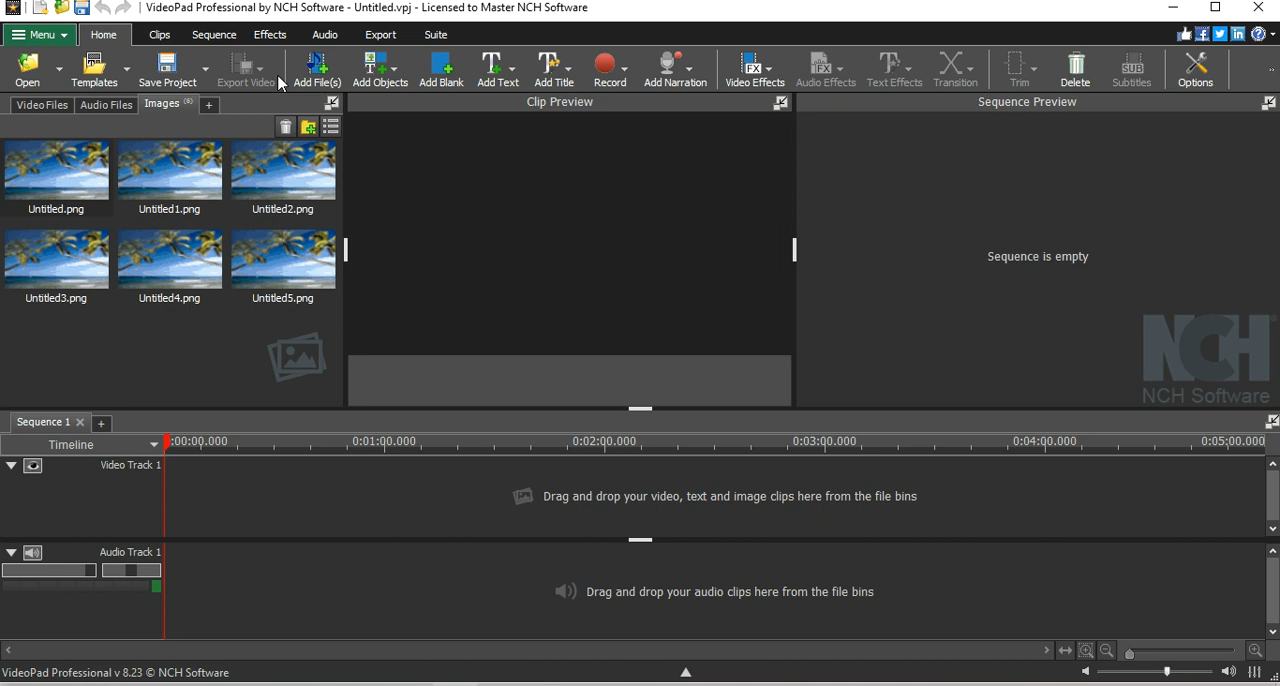 VideoPad Professional by NCH Software - Untitled.vpj - Licensed to Master NCH Software
Menu Home Clips Sequence Effects Audio Export Suite
Open Templates Save Project Export Video Add File(s) Add Objects Add Blank Add Text Add Title Record Add Narration Video Effects Audio Effects Text Effects Transition Trim Delete Subtitles Options
Video Files Audio Files Images (6) + Clip Preview Sequence Preview
Untitled.png Untitled1.png Untitled2.png
Sequence is empty
Untitled3.png Untitled4.png Untitled5.png
NCH
NCH Software
Sequence 1 +
Timeline :00:00.000 0:01:00.000 0:02:00.000 0:03:00.000 0:04:00.000 0:05:00.000
Video Track 1
Drag and drop your video, text and image clips here from the file bins
Audio Track 1
Drag and drop your audio clips here from the file bins
VideoPad Professional v 8.23 © NCH Software